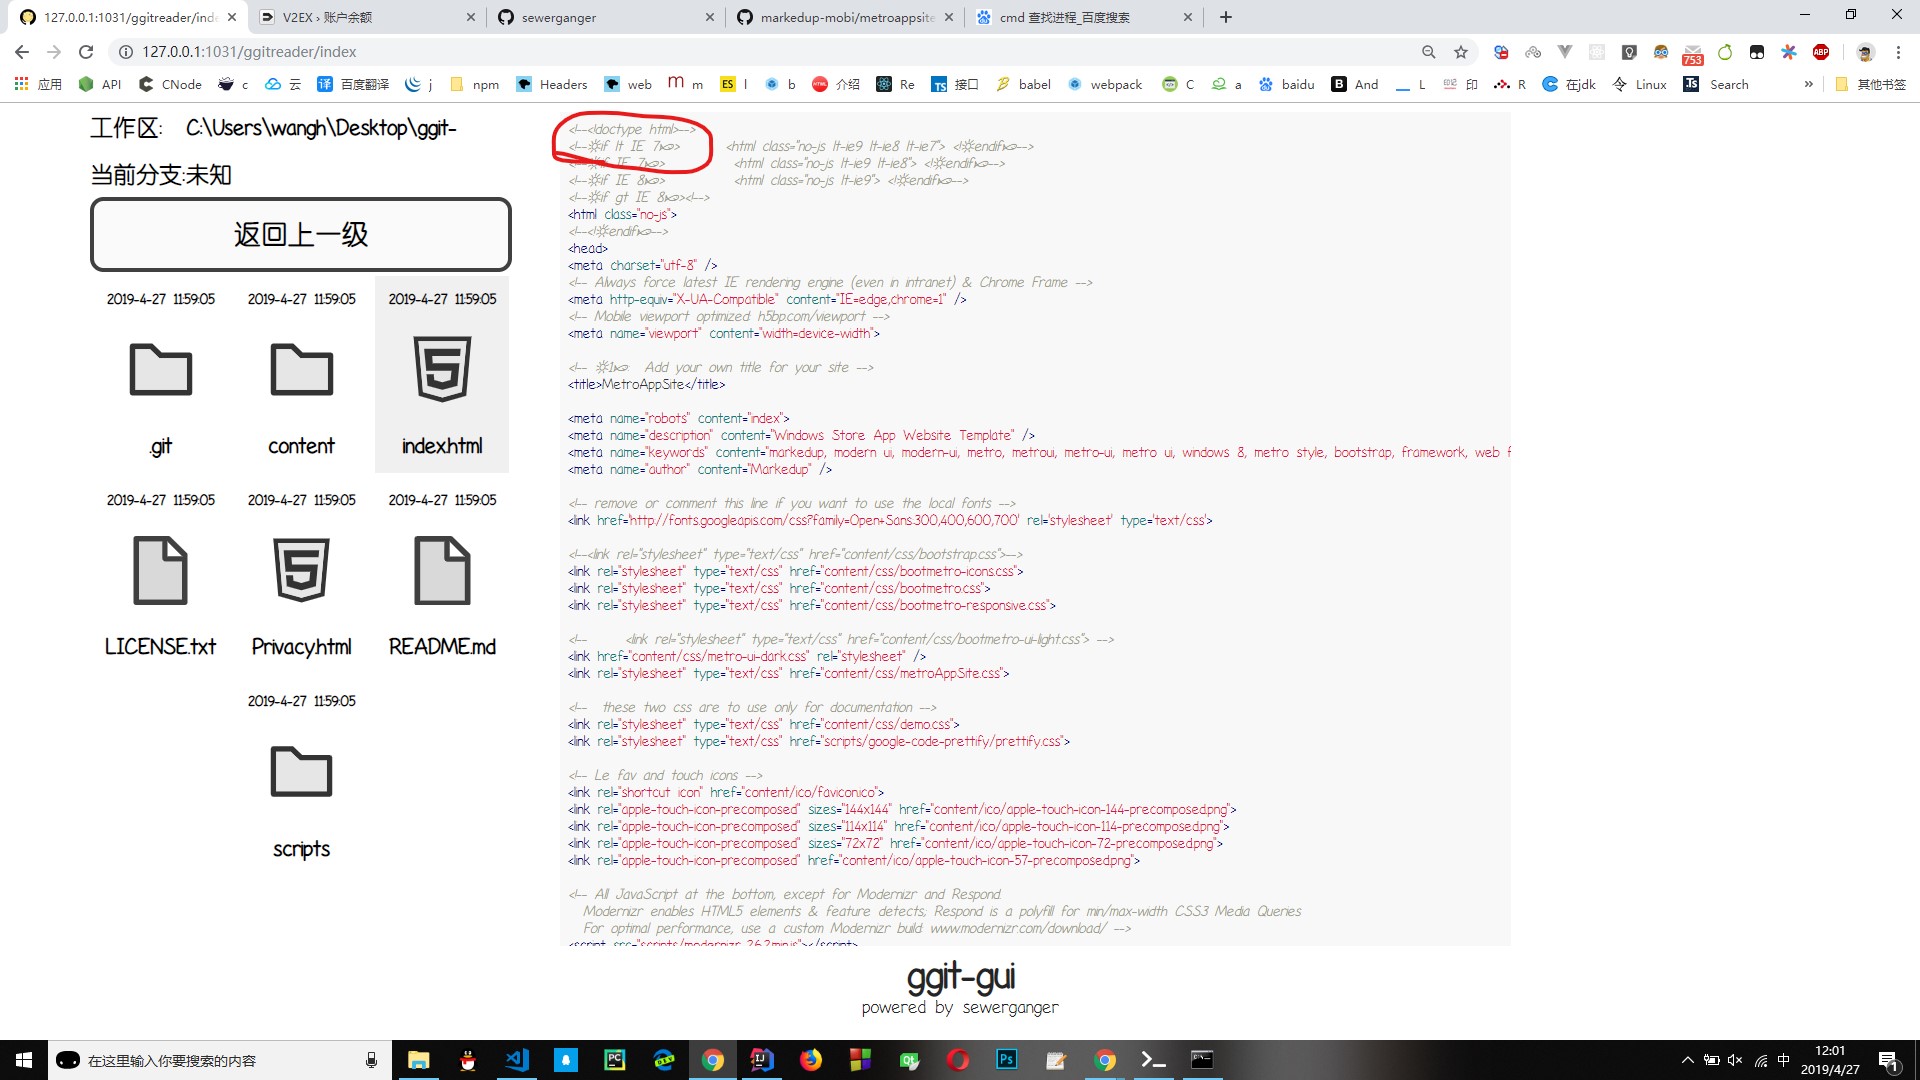 127.0.0.1:1031/ggitreader/inde
V2EX › 账户余额
sewerganger
markedup-mobi/metroappsite
cmd 查找进程_百度搜索
127.0.0.1:1031/ggitreader/index
753
ABP
应用
API
CNode
c
云
译
百度翻译
j
npm
Headers
web
m
ES
l
b
介绍
Re
TS
接口
babel
webpack
C
a
baidu
B
And
L
印
R
在jdk
Linux
Search
»
其他书签
工作区: C:\Users\wangh\Desktop\ggit-
当前分支:未知
返回上一级
2019-4-27 11:59:05
.git
2019-4-27 11:59:05
content
2019-4-27 11:59:05
index.html
2019-4-27 11:59:05
LICENSE.txt
2019-4-27 11:59:05
Privacy.html
2019-4-27 11:59:05
README.md
2019-4-27 11:59:05
scripts
<!--<!doctype html>-->
if lt IE 7 <html class="no-js lt-ie9 lt-ie8 lt-ie7">
if IE 7 <html class="no-js lt-ie9 lt-ie8">
if IE 8 <html class="no-js lt-ie9">
if gt IE 8
<html class="no-js">
endif
<head>
<meta charset="utf-8" />
<!-- Always force latest IE rendering engine (even in intranet) & Chrome Frame -->
<meta http-equiv="X-UA-Compatible" content="IE=edge,chrome=1" />
<!-- Mobile viewport optimized: h5bp.com/viewport -->
<meta name="viewport" content="width=device-width">
<!-- 1 Add your own title for your site -->
<title>MetroAppSite</title>
<meta name="robots" content="index">
<meta name="description" content="Windows Store App Website Template" />
<meta name="keywords" content="markedup, modern ui, modern-ui, metro, metroui, metro-ui, metro ui, windows 8, metro style, bootstrap, framework, web f
<meta name="author" content="Markedup" />
<!-- remove or comment this line if you want to use the local fonts -->
<link href='http://fonts.googleapis.com/css?family=Open+Sans:300,400,600,700' rel='stylesheet' type='text/css'>
<!--<link rel="stylesheet" type="text/css" href="content/css/bootstrap.css">-->
<link rel="stylesheet" type="text/css" href="content/css/bootmetro-icons.css">
<link rel="stylesheet" type="text/css" href="content/css/bootmetro.css">
<link rel="stylesheet" type="text/css" href="content/css/bootmetro-responsive.css">
<!-- <link rel="stylesheet" type="text/css" href="content/css/bootmetro-ui-light.css"> -->
<link href="content/css/metro-ui-dark.css" rel="stylesheet" />
<link rel="stylesheet" type="text/css" href="content/css/metroAppSite.css">
<!-- these two css are to use only for documentation -->
<link rel="stylesheet" type="text/css" href="content/css/demo.css">
<link rel="stylesheet" type="text/css" href="scripts/google-code-prettify/prettify.css">
<!-- Le fav and touch icons -->
<link rel="shortcut icon" href="content/ico/favicon.ico">
<link rel="apple-touch-icon-precomposed" sizes="144x144" href="content/ico/apple-touch-icon-144-precomposed.png">
<link rel="apple-touch-icon-precomposed" sizes="114x114" href="content/ico/apple-touch-icon-114-precomposed.png">
<link rel="apple-touch-icon-precomposed" sizes="72x72" href="content/ico/apple-touch-icon-72-precomposed.png">
<link rel="apple-touch-icon-precomposed" href="content/ico/apple-touch-icon-57-precomposed.png">
<!-- All JavaScript at the bottom, except for Modernizr and Respond.
Modernizr enables HTML5 elements & feature detects; Respond is a polyfill for min/max-width CSS3 Media Queries
For optimal performance, use a custom Modernizr build: www.modernizr.com/download/ -->
<script src="scripts/modernizr-2.6.2.min.js"></script>
ggit-gui
powered by sewerganger
在这里输入你要搜索的内容
中
12:01
2019/4/27
1